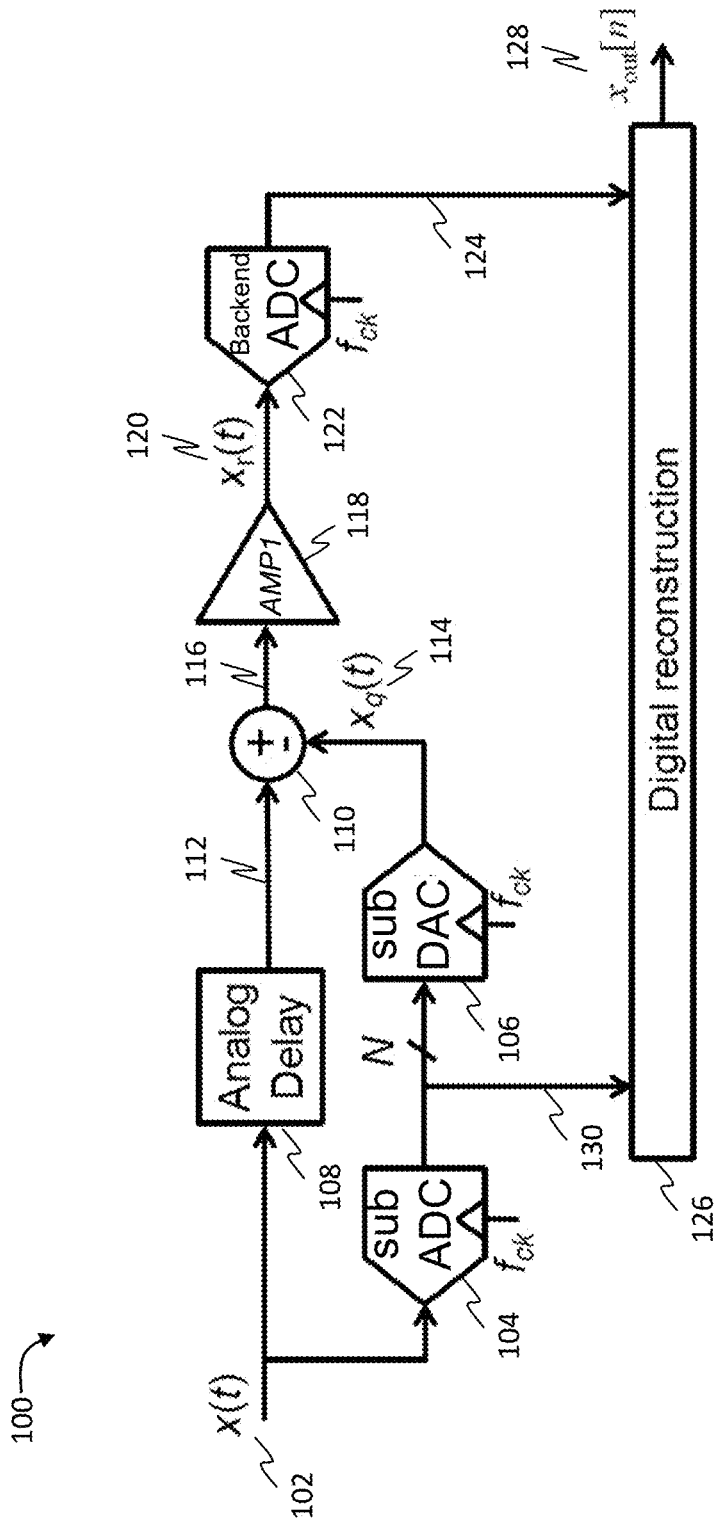 100
x(t)
102
Analog
Delay
108
112
+
-
110
116
AMP1
118
120
x_r(t)
Backend
ADC
122
f_ck
124
sub
ADC
104
f_ck
N
sub
DAC
106
f_ck
x_q(t)
114
130
126
Digital reconstruction
128
x_out[n]